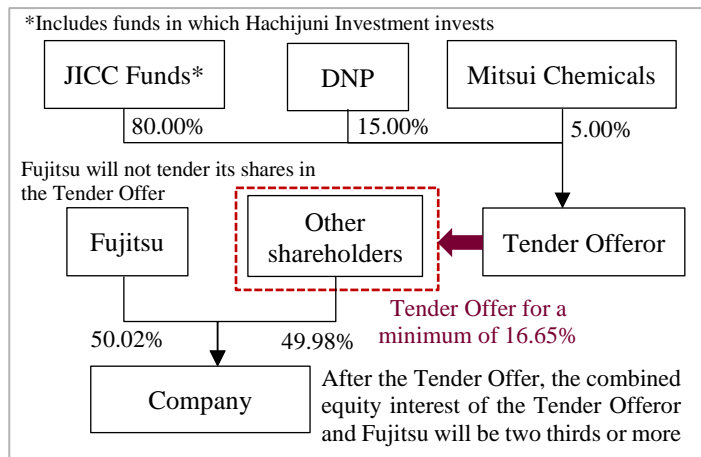 *Includes funds in which Hachijuni Investment invests
JICC Funds*
DNP
Mitsui Chemicals
80.00%
15.00%
5.00%
Fujitsu will not tender its shares in
the Tender Offer
Fujitsu
Other
shareholders
Tender Offeror
Tender Offer for a
minimum of 16.65%
50.02%
49.98%
Company
After the Tender Offer, the combined
equity interest of the Tender Offeror
and Fujitsu will be two thirds or more